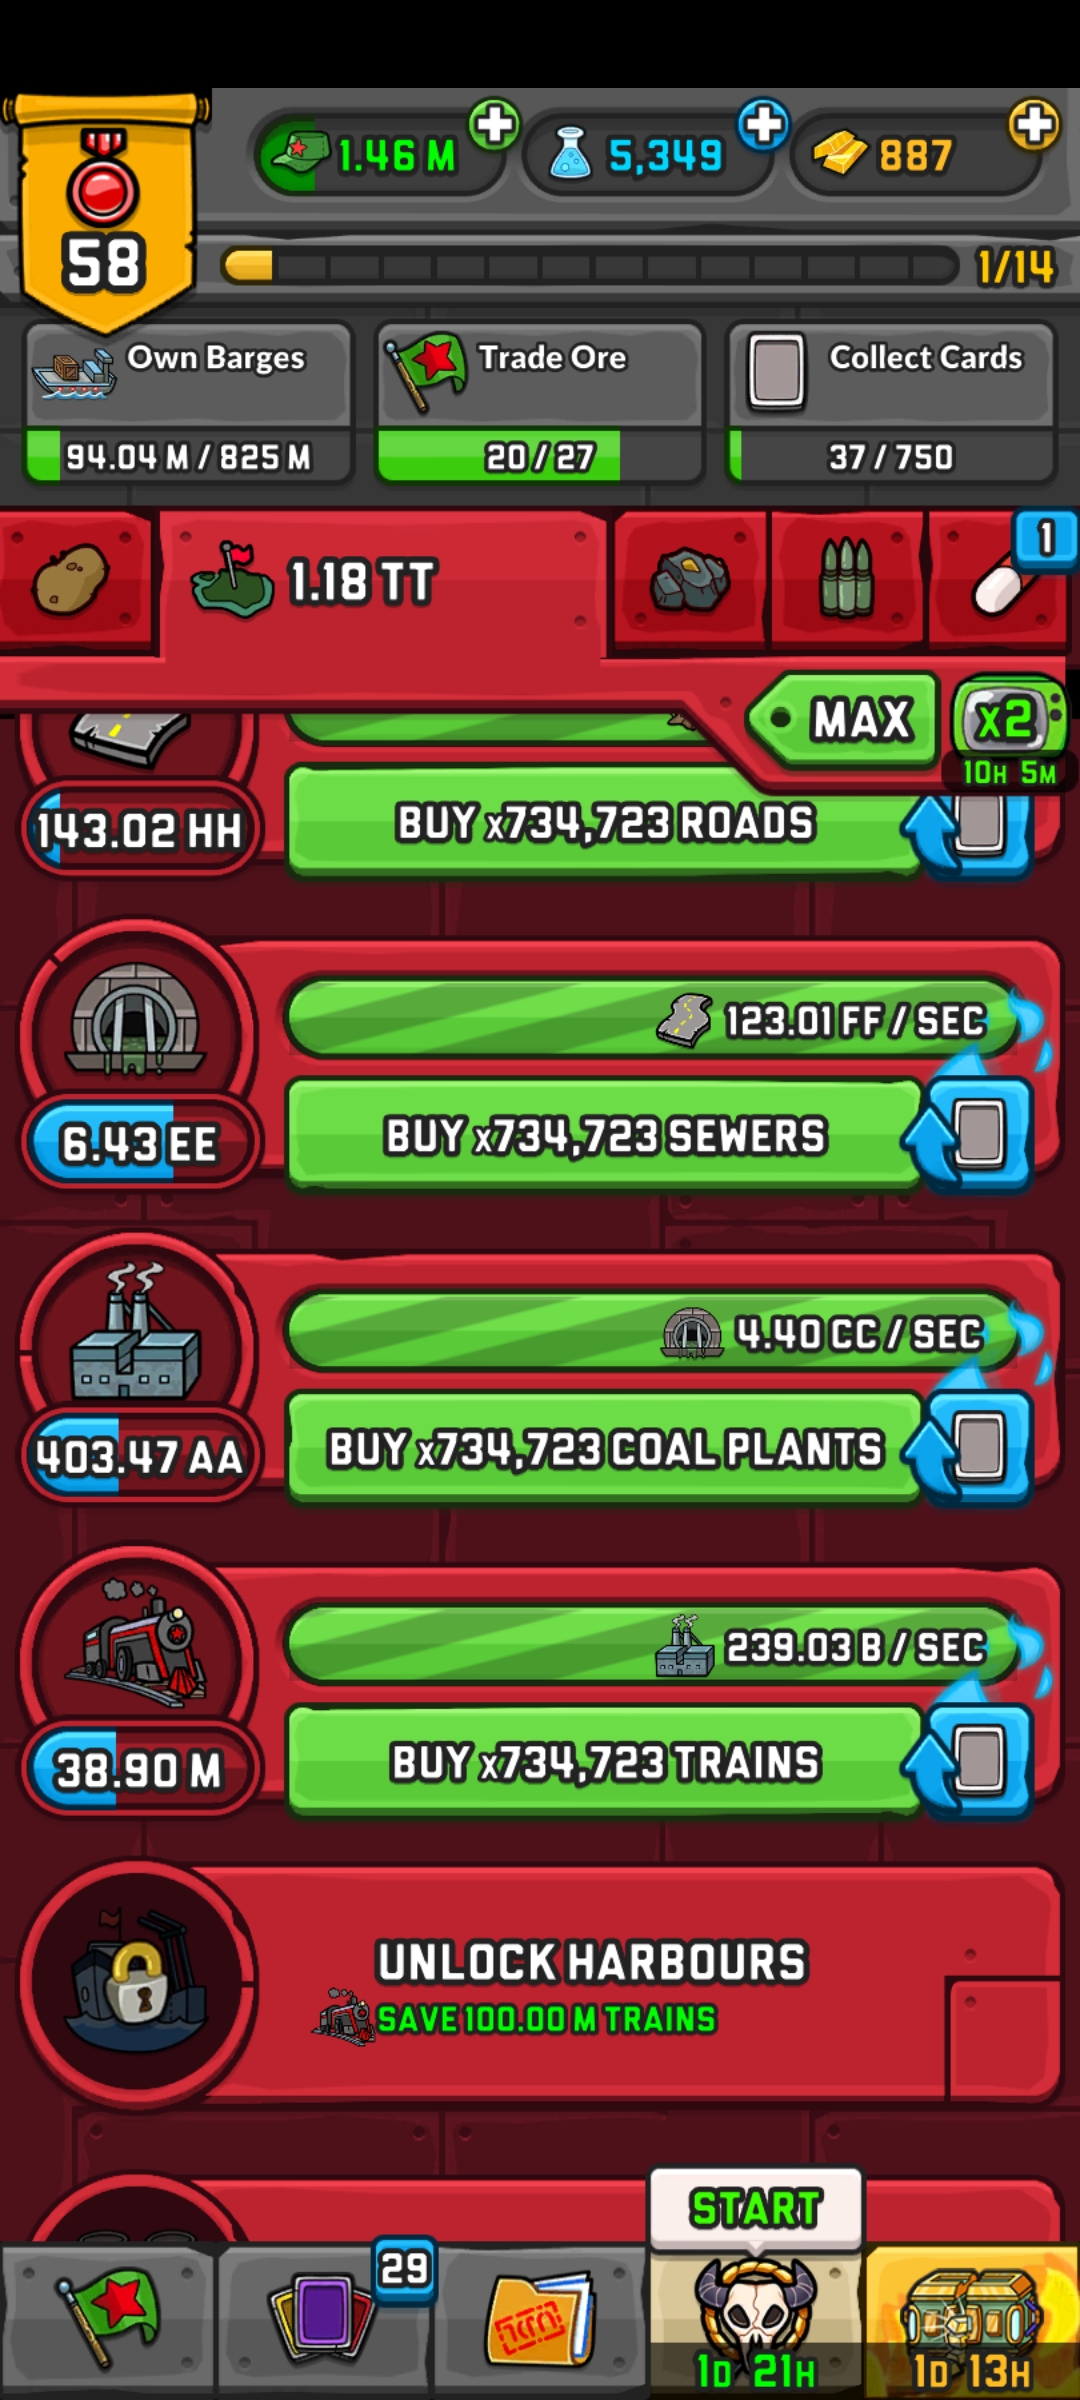 1.46 M
5,349
887
58
1/14
Own Barges
94.04 M / 825 M
Trade Ore
20 / 27
Collect Cards
37 / 750
1.18 TT
1
MAX
x2
10H 5M
143.02 HH
BUY x734,723 ROADS
123.01 FF / SEC
6.43 EE
BUY x734,723 SEWERS
4.40 CC / SEC
403.47 AA
BUY x734,723 COAL PLANTS
239.03 B / SEC
38.90 M
BUY x734,723 TRAINS
UNLOCK HARBOURS
SAVE 100.00 M TRAINS
START
29
1D 21H
1D 13H